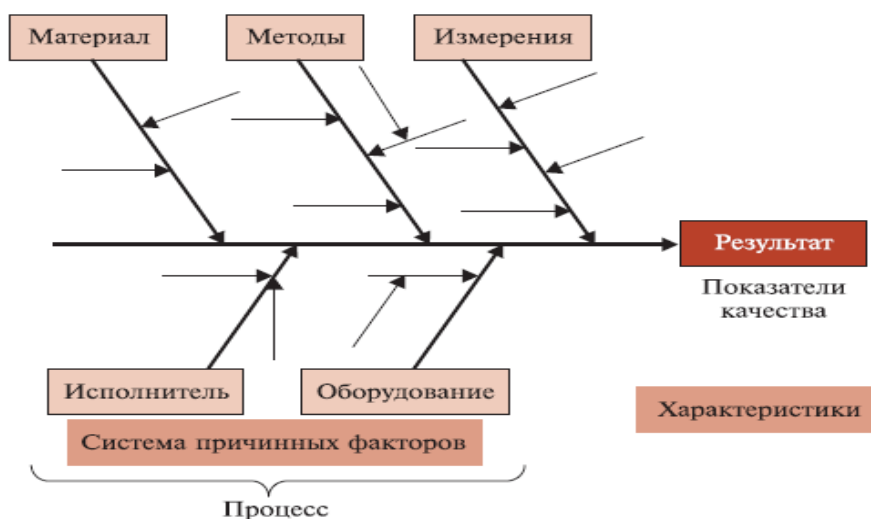 Материал
Методы
Измерения
Результат
Показатели
качества
Исполнитель
Оборудование
Характеристики
Система причинных факторов
Процесс